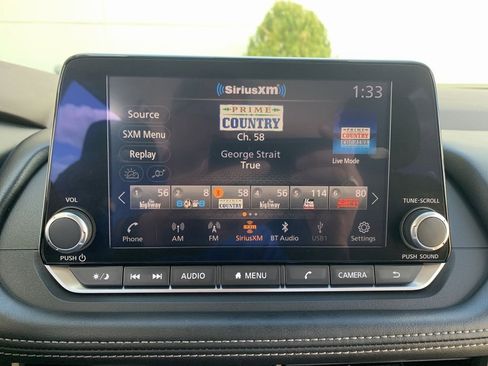 SiriusXM
1:33
Source
PRIME
COUNTRY
SXM Menu
Ch. 58
Replay
George Strait
True
PRIME
COUNTRY
Live Mode
1 56
2 8
58
4 56
5 114
6 80
VOL
TUNE·SCROLL
Phone
AM
FM
SiriusXM
BT Audio
USB1
Settings
PUSH
PUSH SOUND
AUDIO
MENU
CAMERA